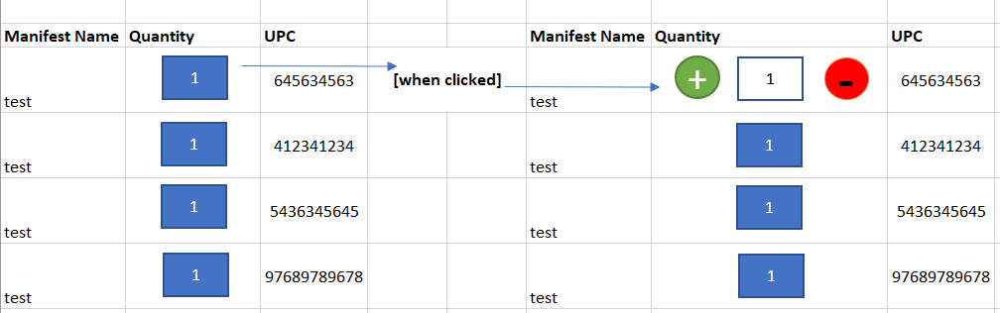 Manifest Name Quantity UPC Manifest Name Quantity UPC
1 645634563 [when clicked] + 1 - 645634563
test test
1 412341234 1 412341234
test test
1 5436345645 1 5436345645
test test
1 97689789678 1 97689789678
test test